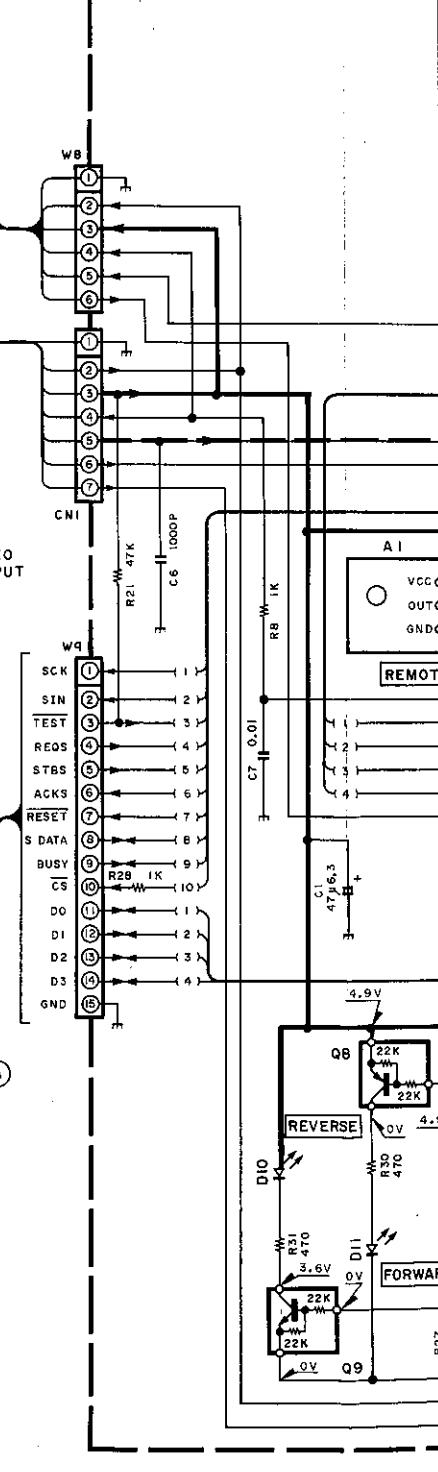 W8
1
2
3
4
5
6
1
2
3
4
5
6
7
CN1
R21 47K
C6 1000P
R8 1K
C7 0.01
A1
VCC
OUT
GND
REMOT
W9
SCK 1 1
SIN 2 2
TEST 3 3
REQS 4 4
STBS 5 5
ACKS 6 6
RESET 7 7
S DATA 8 8
BUSY 9 9
CS 10 R28 1K 10
D0 11 1
D1 12 2
D2 13 3
D3 14 4
GND 15
1
2
3
4
C1
47µ6.3
+
4.9V
Q8
22K
22K
REVERSE
0V
4.
D10
R30
470
R31
470
D11
3.6V
0V
FORWAR
22K
22K
0V
Q9